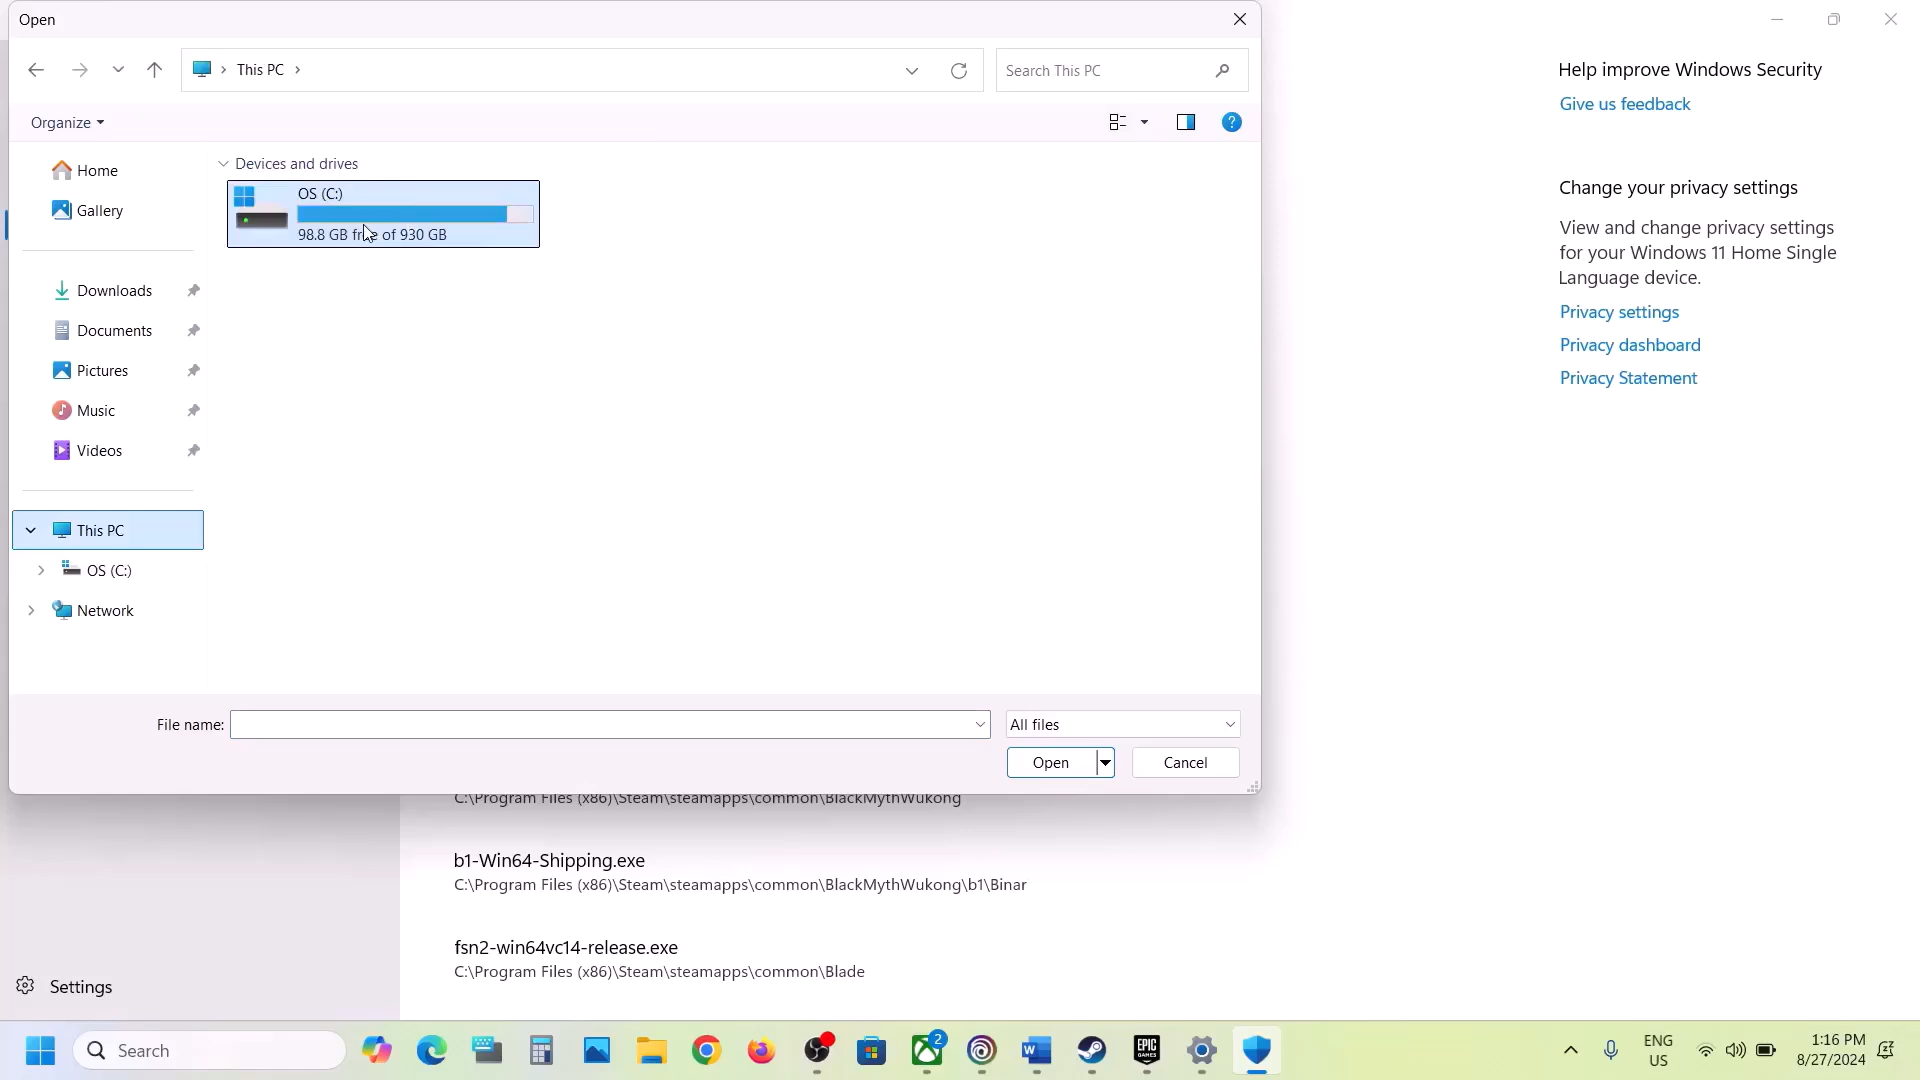 Open
This PC
Search This PC
Organize
Home
Gallery
Downloads
Documents
Pictures
Music
Videos
This PC
OS (C:)
Network
Devices and drives
OS (C:)
98.8 GB free of 930 GB
File name:
All files
Open
Cancel
Help improve Windows Security
Give us feedback
Change your privacy settings
View and change privacy settings
for your Windows 11 Home Single
Language device.
Privacy settings
Privacy dashboard
Privacy Statement
C:\Program Files (x86)\Steam\steamapps\common\BlackMythWukong
b1-Win64-Shipping.exe
C:\Program Files (x86)\Steam\steamapps\common\BlackMythWukong\b1\Binar
fsn2-win64vc14-release.exe
C:\Program Files (x86)\Steam\steamapps\common\Blade
Settings
Search
2
EPIC
GAMES
ENG
US
1:16 PM
8/27/2024